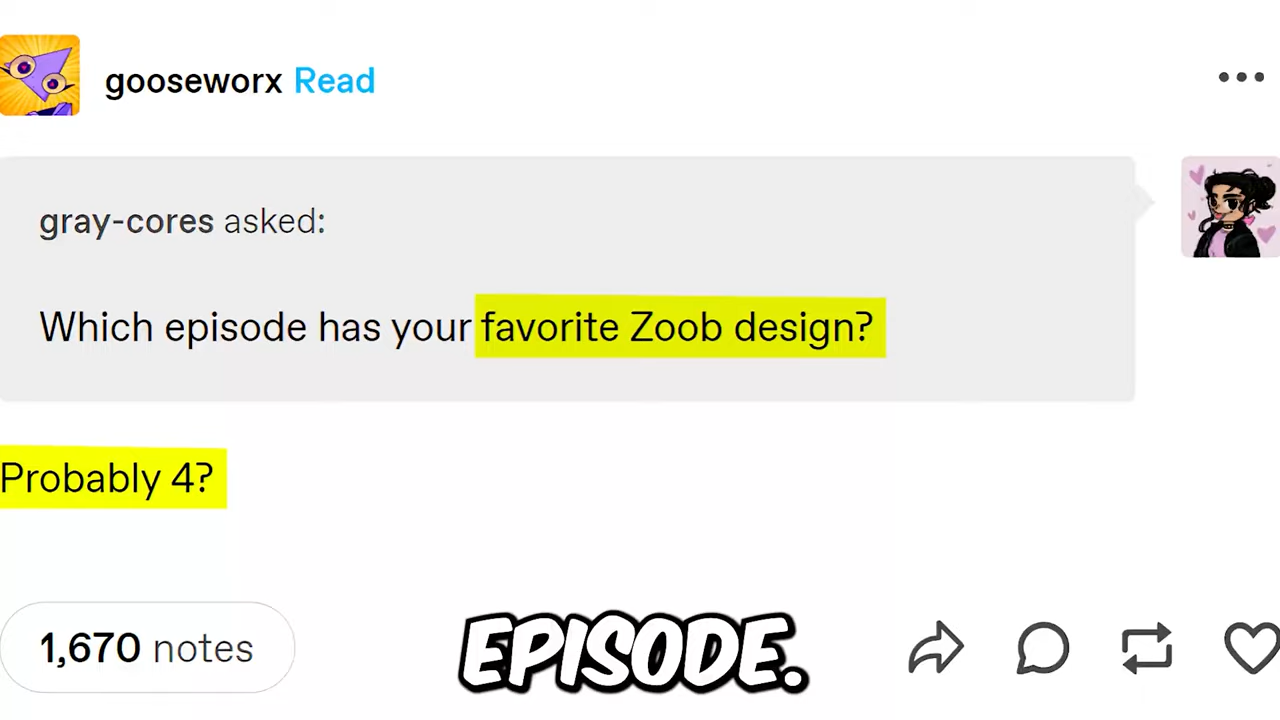 gooseworx Read
gray-cores asked:
Which episode has your favorite Zoob design?
Probably 4?
1,670 notes
EPISODE.